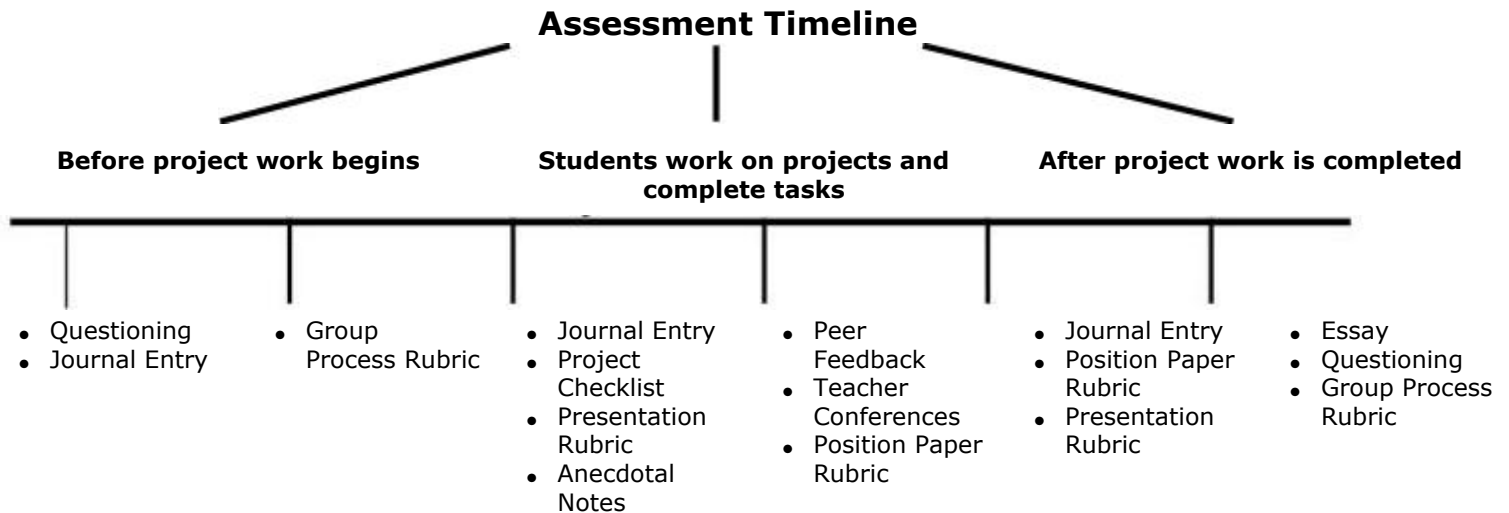 Assessment Timeline
Before project work begins
Students work on projects and
complete tasks
After project work is completed
• Questioning
• Journal Entry
• Group
Process Rubric
• Journal Entry
• Project
Checklist
• Presentation
Rubric
• Anecdotal
Notes
• Peer
Feedback
• Teacher
Conferences
• Position Paper
Rubric
• Journal Entry
• Position Paper
Rubric
• Presentation
Rubric
• Essay
• Questioning
• Group Process
Rubric